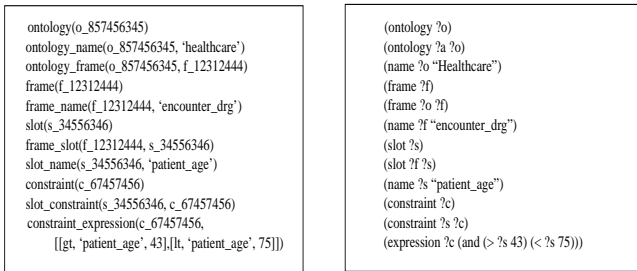 ontology(o_857456345)
ontology_name(o_857456345, ‘healthcare’)
ontology_frame(o_857456345, f_12312444)
frame(f_12312444)
frame_name(f_12312444, ‘encounter_drg’)
slot(s_34556346)
frame_slot(f_12312444, s_34556346)
slot_name(s_34556346, ‘patient_age’)
constraint(c_67457456)
slot_constraint(s_34556346, c_67457456)
constraint_expression(c_67457456,
[[gt, ‘patient_age’, 43],[lt, ‘patient_age’, 75]])
(ontology ?o)
(ontology ?a ?o)
(name ?o “Healthcare”)
(frame ?f)
(frame ?o ?f)
(name ?f “encounter_drg”)
(slot ?s)
(slot ?f ?s)
(name ?s “patient_age”)
(constraint ?c)
(constraint ?s ?c)
(expression ?c (and (> ?s 43) (< ?s 75)))